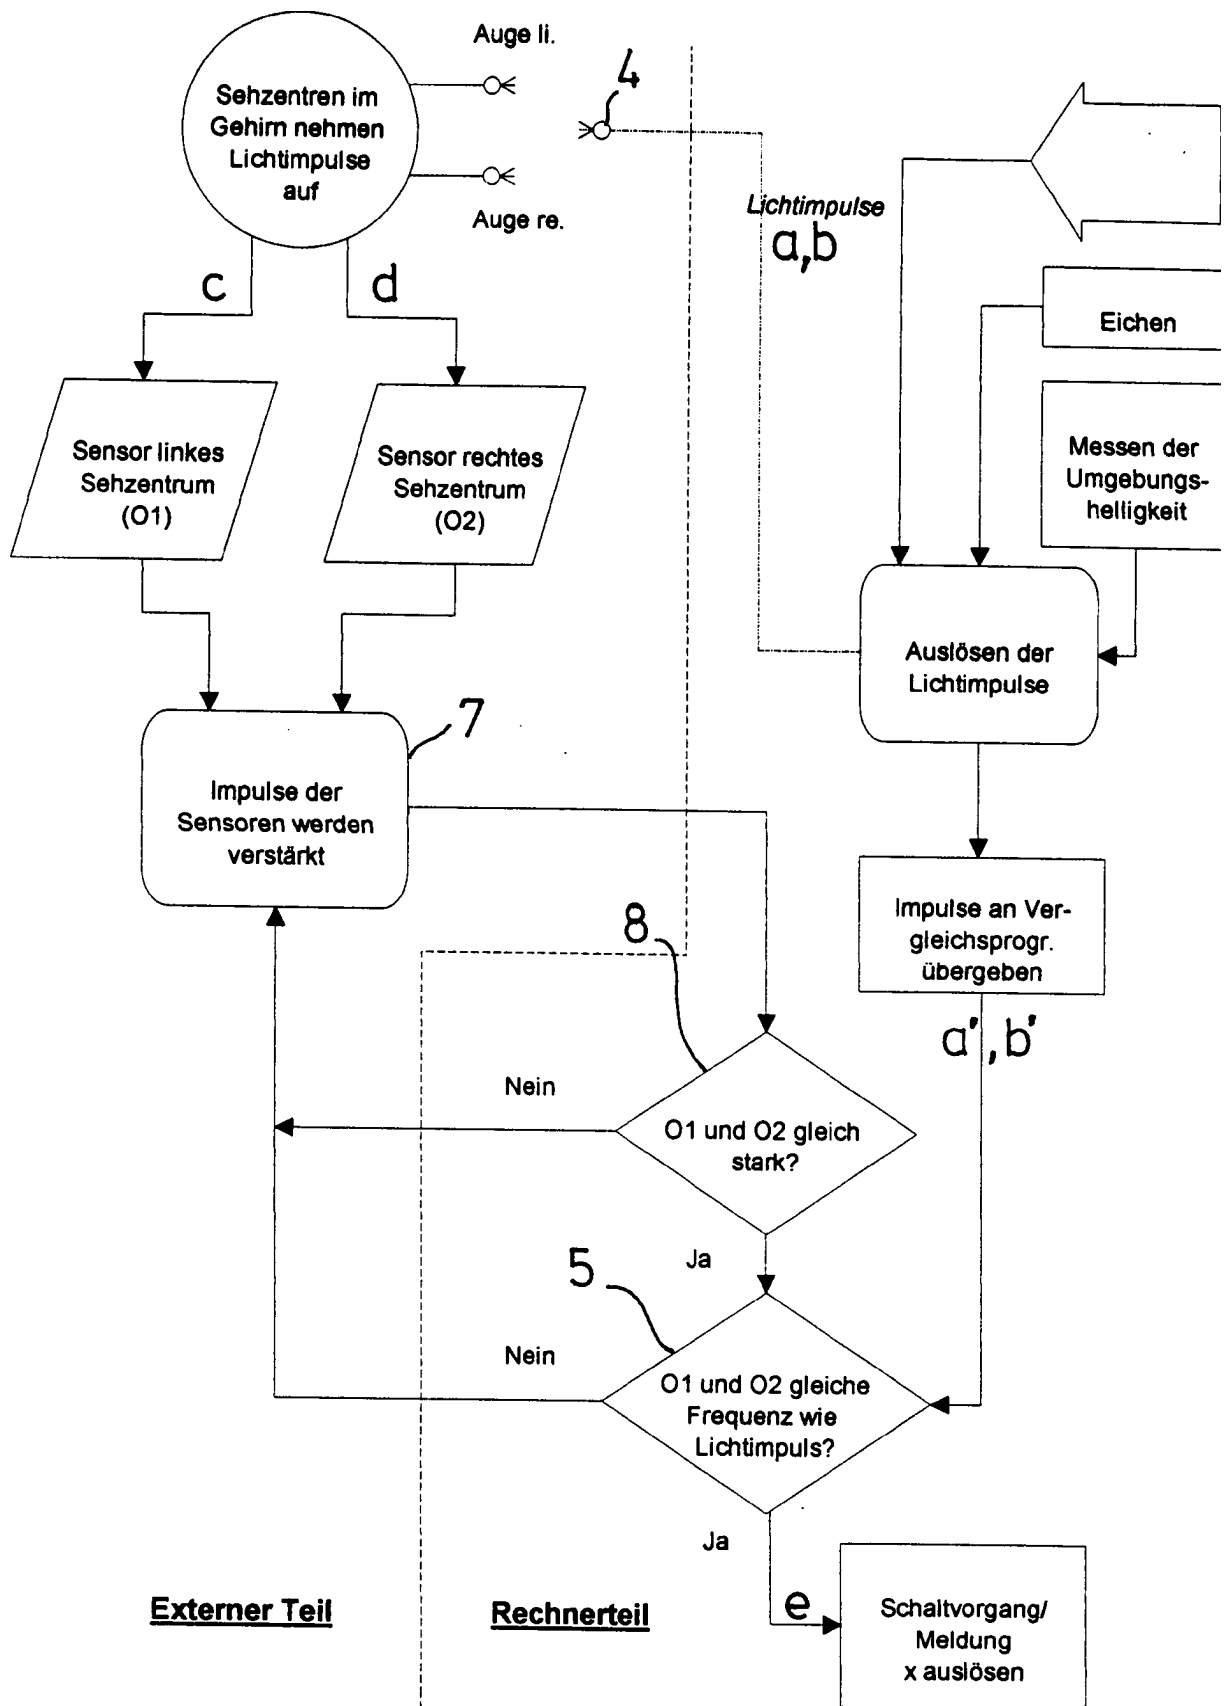 Auge li.
4
Sehzentren im
Gehirn nehmen
Lichtimpulse
auf
Auge re.
Lichtimpulse
a,b
c
d
Eichen
Sensor linkes
Sehzentrum
(O1)
Sensor rechtes
Sehzentrum
(O2)
Messen der
Umgebungs-
helligkeit
Auslösen der
Lichtimpulse
7
Impulse der
Sensoren werden
verstärkt
Impulse an Ver-
gleichsprogr.
übergeben
8
a',b'
Nein
O1 und O2 gleich
stark?
Ja
5
Nein
O1 und O2 gleiche
Frequenz wie
Lichtimpuls?
Ja
e
Externer Teil
Rechnerteil
Schaltvorgang/
Meldung
x auslösen